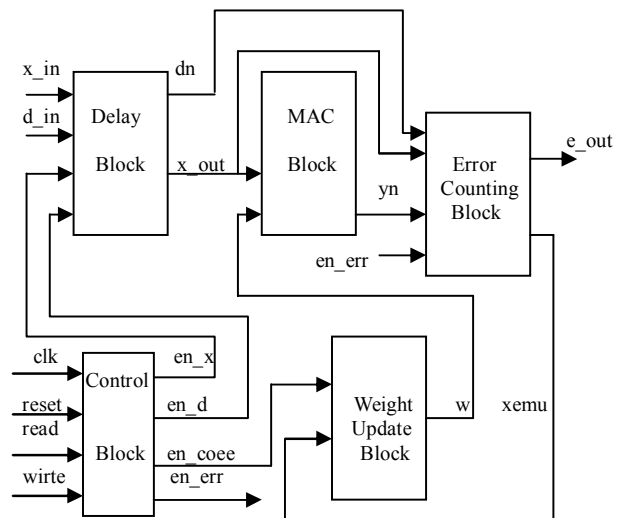 x_in
d_in
dn
Delay
Block
x_out
MAC
Block
yn
Error
Counting
Block
e_out
en_err
clk
reset
read
wirte
Control
Block
en_x
en_d
en_coee
en_err
Weight
Update
Block
w
xemu